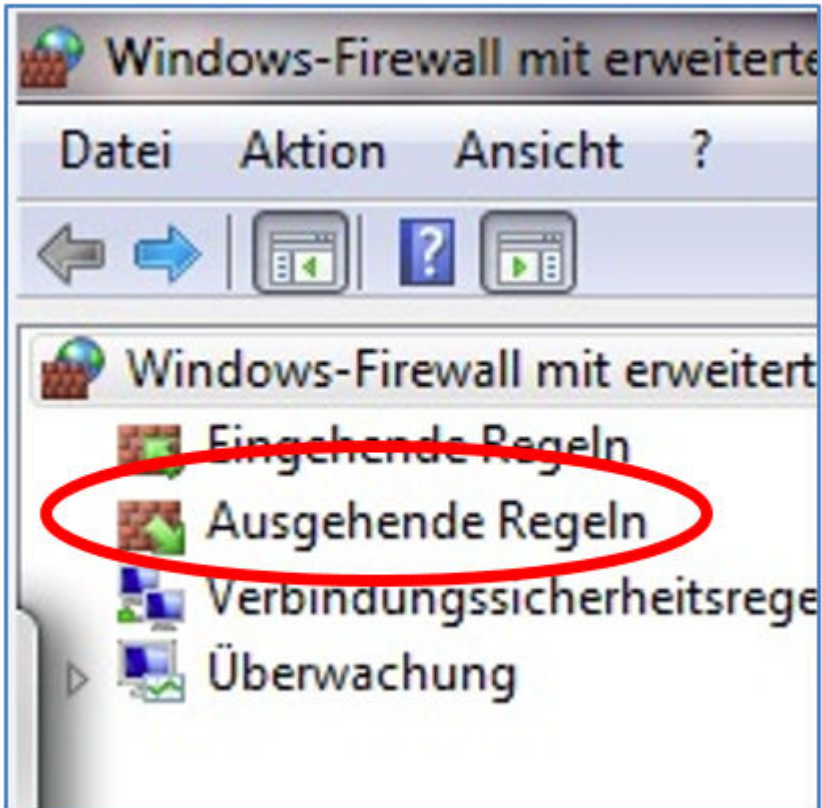 Windows-Firewall mit erweiterte
Datei Aktion Ansicht ?
?
Windows-Firewall mit erweitert
Eingehende Regeln
Ausgehende Regeln
Verbindungssicherheitsrege
Überwachung